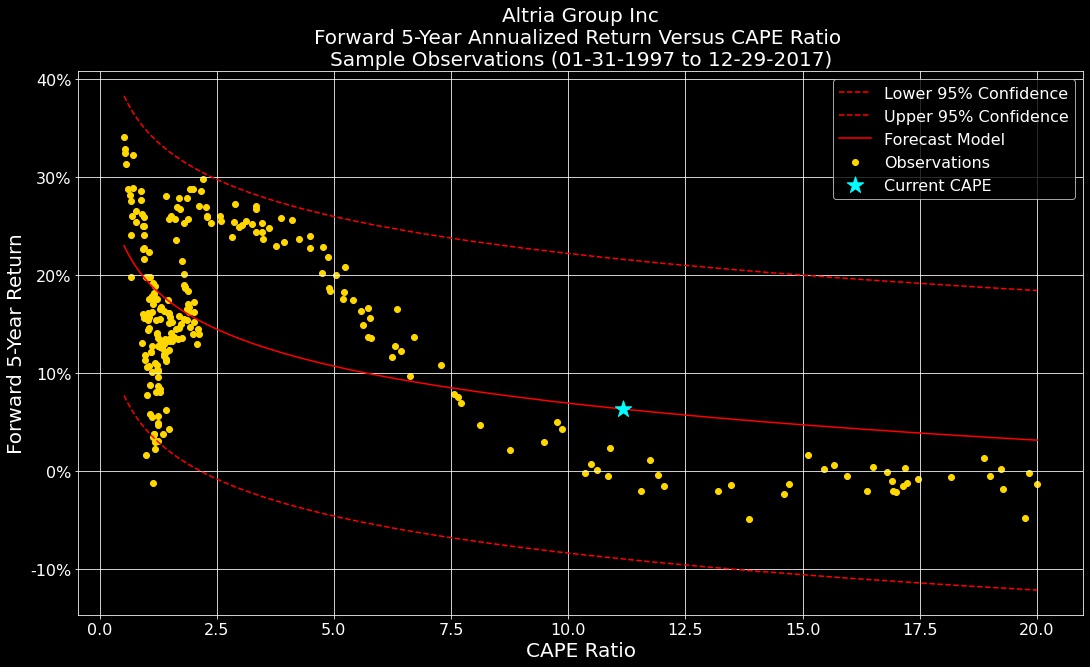 Altria Group Inc
Forward 5-Year Annualized Return Versus CAPE Ratio
Sample Observations (01-31-1997 to 12-29-2017)
Lower 95% Confidence
Upper 95% Confidence
Forecast Model
Observations
Current CAPE
Forward 5-Year Return
40%
30%
20%
10%
0%
-10%
0.0 2.5 5.0 7.5 10.0 12.5 15.0 17.5 20.0
CAPE Ratio